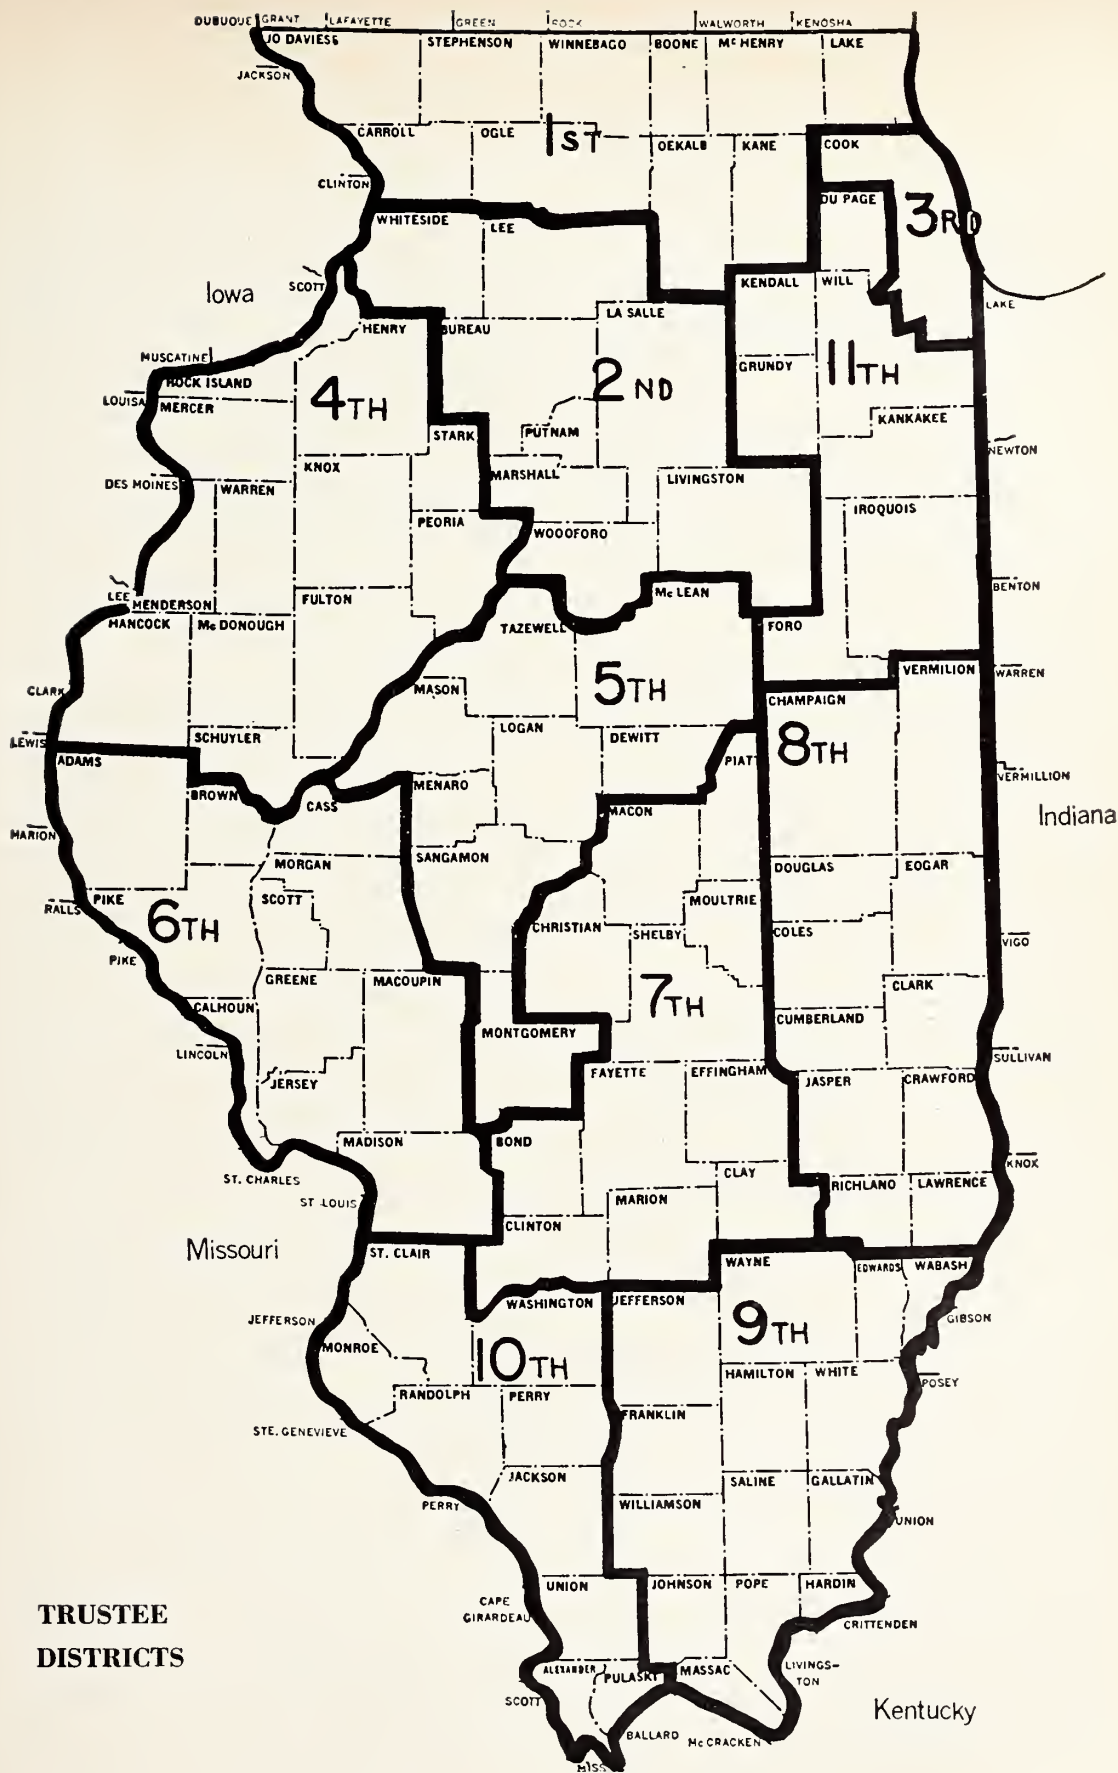 DUBUQUE GRANT LAFAYETTE GREEN ROCK WALWORTH KENOSHA
JO DAVIESS STEPHENSON WINNEBAGO BOONE McHENRY LAKE
JACKSON
CARROLL OGLE 1ST DEKALB KANE COOK
CLINTON
DU PAGE
WHITESIDE LEE 3RD
Iowa SCOTT KENDALL WILL
LAKE
HENRY BUREAU LA SALLE
MUSCATINE
ROCK ISLAND GRUNDY 11TH
LOUISA MERCER 4TH 2ND
KANKAKEE
STARK PUTNAM
NEWTON
KNOX MARSHALL LIVINGSTON
DES MOINES WARREN
IROQUOIS
PEORIA WOODFORD
BENTON
LEE HENDERSON FULTON McLEAN
HANCOCK McDONOUGH TAZEWELL FORD
VERMILION
WARREN
CLARK MASON 5TH CHAMPAIGN
LOGAN DEWITT
LEWIS SCHUYLER 8TH
ADAMS PIATT
VERMILLION
BROWN CASS MENARD
MACON Indiana
MARION
MORGAN SANGAMON DOUGLAS EDGAR
PIKE SCOTT MOULTRIE
RALLS 6TH CHRISTIAN SHELBY COLES
VIGO
PIKE
GREENE MACOUPIN 7TH CLARK
CALHOUN CUMBERLAND
MONTGOMERY
LINCOLN SULLIVAN
JERSEY FAYETTE EFFINGHAM JASPER CRAWFORD
MADISON BOND
KNOX
ST. CHARLES CLAY RICHLAND LAWRENCE
ST. LOUIS MARION
CLINTON
Missouri ST. CLAIR
WAYNE EDWARDS WABASH
WASHINGTON JEFFERSON
JEFFERSON GIBSON
MONROE 10TH 9TH
HAMILTON WHITE
POSEY
RANDOLPH PERRY
FRANKLIN
STE. GENEVIEVE
JACKSON SALINE GALLATIN
PERRY WILLIAMSON
UNION
UNION JOHNSON POPE HARDIN
CAPE
GIRARDEAU
TRUSTEE
DISTRICTS
CRITTENDEN
ALEXANDER PULASKI MASSAC
LIVINGS-
TON
SCOTT
Kentucky
BALLARD McCRACKEN
MISS